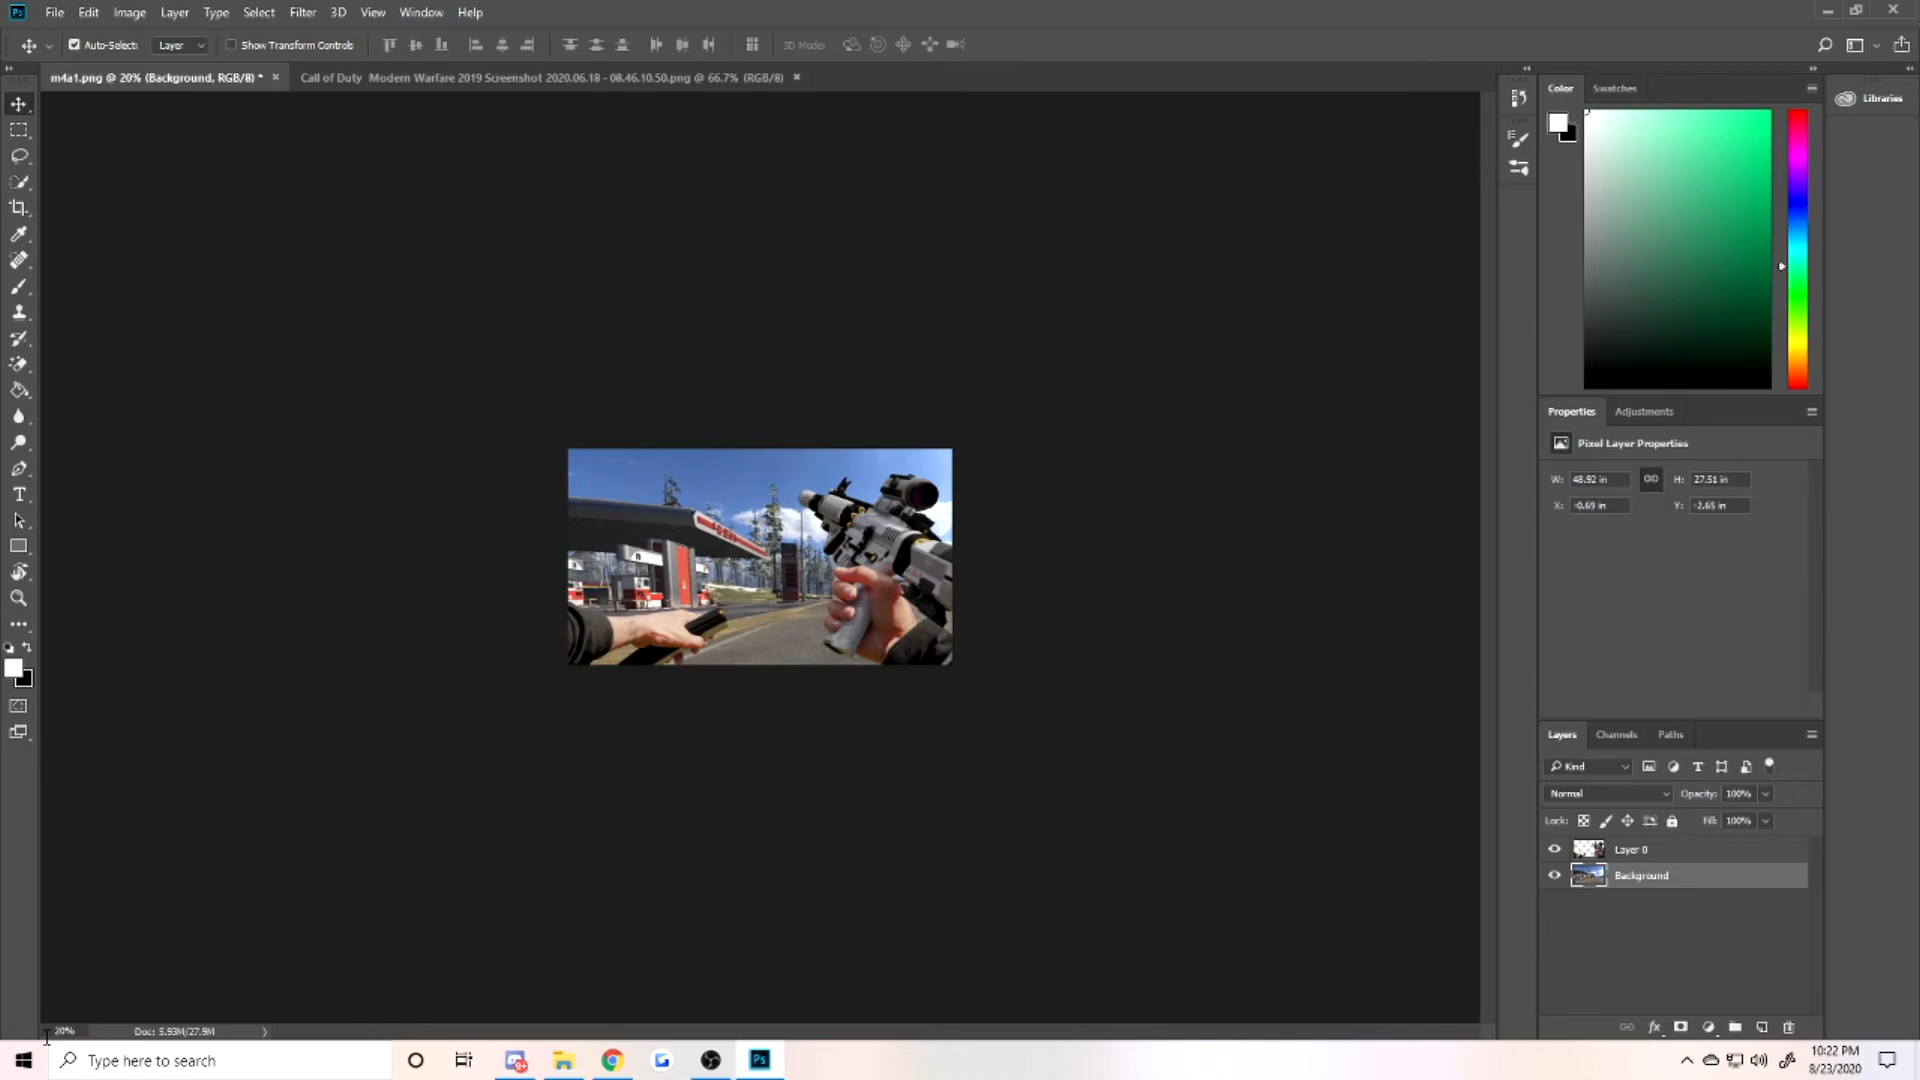 Ps File Edit Image Layer Type Select Filter 3D View Window Help
Auto-Select: Layer Show Transform Controls 3D Mode:
m4a1.png @ 20% (Background, RGB/8) * × Call of Duty Modern Warfare 2019 Screenshot 2020.06.18 - 08.46.10.50.png @ 66.7% (RGB/8) ×
Color Swatches
Libraries
Properties Adjustments
Pixel Layer Properties
W: 48.92 in H: 27.51 in
X: -0.69 in Y: -2.65 in
Layers Channels Paths
Kind
Normal Opacity: 100%
Lock: Fill: 100%
Layer 0
Background
20% Doc: 5.93M/27.9M
Type here to search
Ps
10:22 PM
8/23/2020